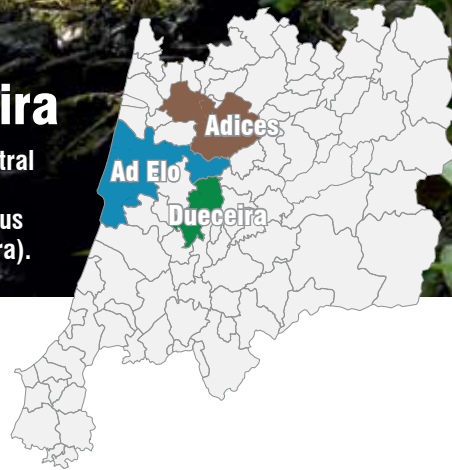 ira
tral
us
ra).
Adices
Ad Elo
Dueceira